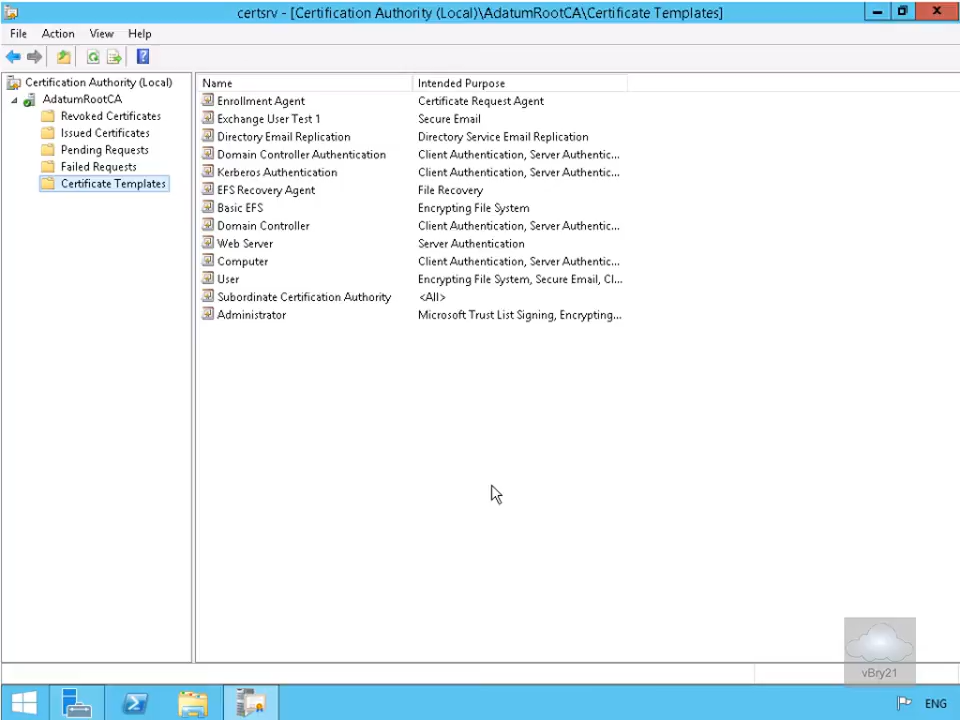 certsrv - [Certification Authority (Local)\AdatumRootCA\Certificate Templates]
File Action View Help
Certification Authority (Local)
AdatumRootCA
Revoked Certificates
Issued Certificates
Pending Requests
Failed Requests
Certificate Templates
Name Intended Purpose
Enrollment Agent Certificate Request Agent
Exchange User Test 1 Secure Email
Directory Email Replication Directory Service Email Replication
Domain Controller Authentication Client Authentication, Server Authentic...
Kerberos Authentication Client Authentication, Server Authentic...
EFS Recovery Agent File Recovery
Basic EFS Encrypting File System
Domain Controller Client Authentication, Server Authentic...
Web Server Server Authentication
Computer Client Authentication, Server Authentic...
User Encrypting File System, Secure Email, Cl...
Subordinate Certification Authority <All>
Administrator Microsoft Trust List Signing, Encrypting...
vBry21
ENG